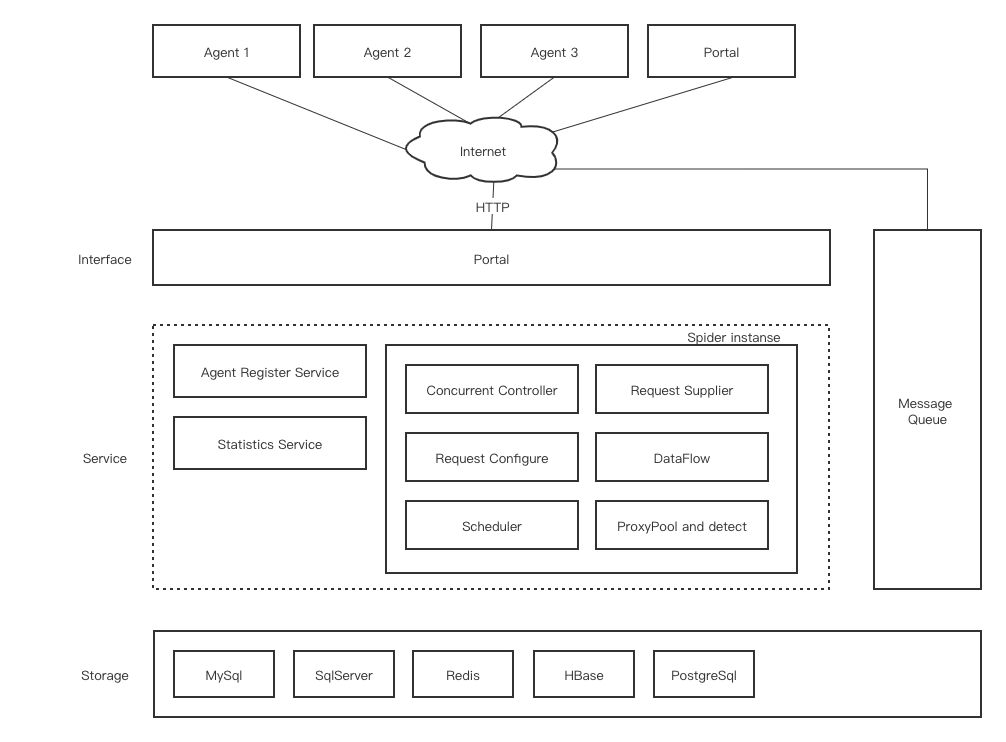 Agent 1
Agent 2
Agent 3
Portal
Internet
HTTP
Interface
Portal
Spider instanse
Agent Register Service
Concurrent Controller
Request Supplier
Message
Queue
Statistics Service
Service
Request Configure
DataFlow
Scheduler
ProxyPool and detect
Storage
MySql
SqlServer
Redis
HBase
PostgreSql